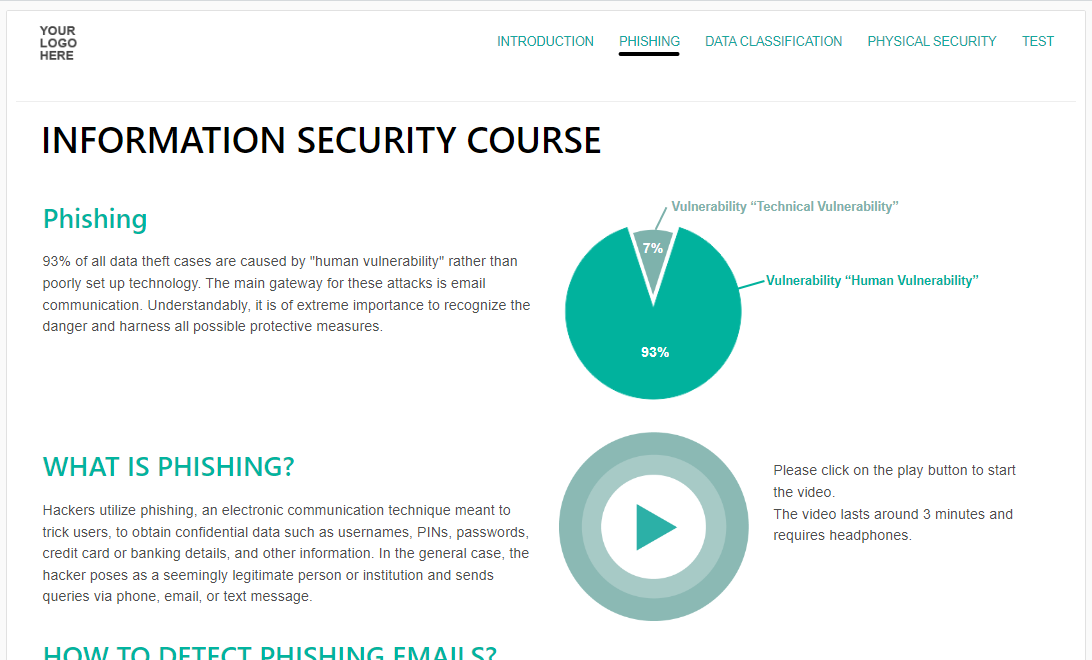 YOUR
LOGO
HERE
INTRODUCTION
PHISHING
DATA CLASSIFICATION
PHYSICAL SECURITY
TEST
INFORMATION SECURITY COURSE
Phishing
93% of all data theft cases are caused by "human vulnerability" rather than
poorly set up technology. The main gateway for these attacks is email
communication. Understandably, it is of extreme importance to recognize the
danger and harness all possible protective measures.
Vulnerability “Technical Vulnerability”
7%
Vulnerability “Human Vulnerability”
93%
WHAT IS PHISHING?
Hackers utilize phishing, an electronic communication technique meant to
trick users, to obtain confidential data such as usernames, PINs, passwords,
credit card or banking details, and other information. In the general case, the
hacker poses as a seemingly legitimate person or institution and sends
queries via phone, email, or text message.
Please click on the play button to start
the video.
The video lasts around 3 minutes and
requires headphones.
HOW TO DETECT PHISHING EMAILS?